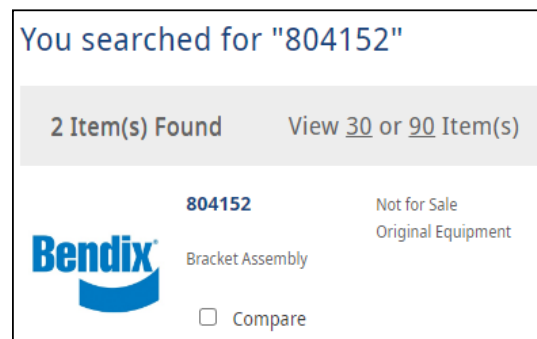 You searched for "804152"
2 Item(s) Found View 30 or 90 Item(s)
804152 Not for Sale
Original Equipment
Bendix
Bracket Assembly
Compare